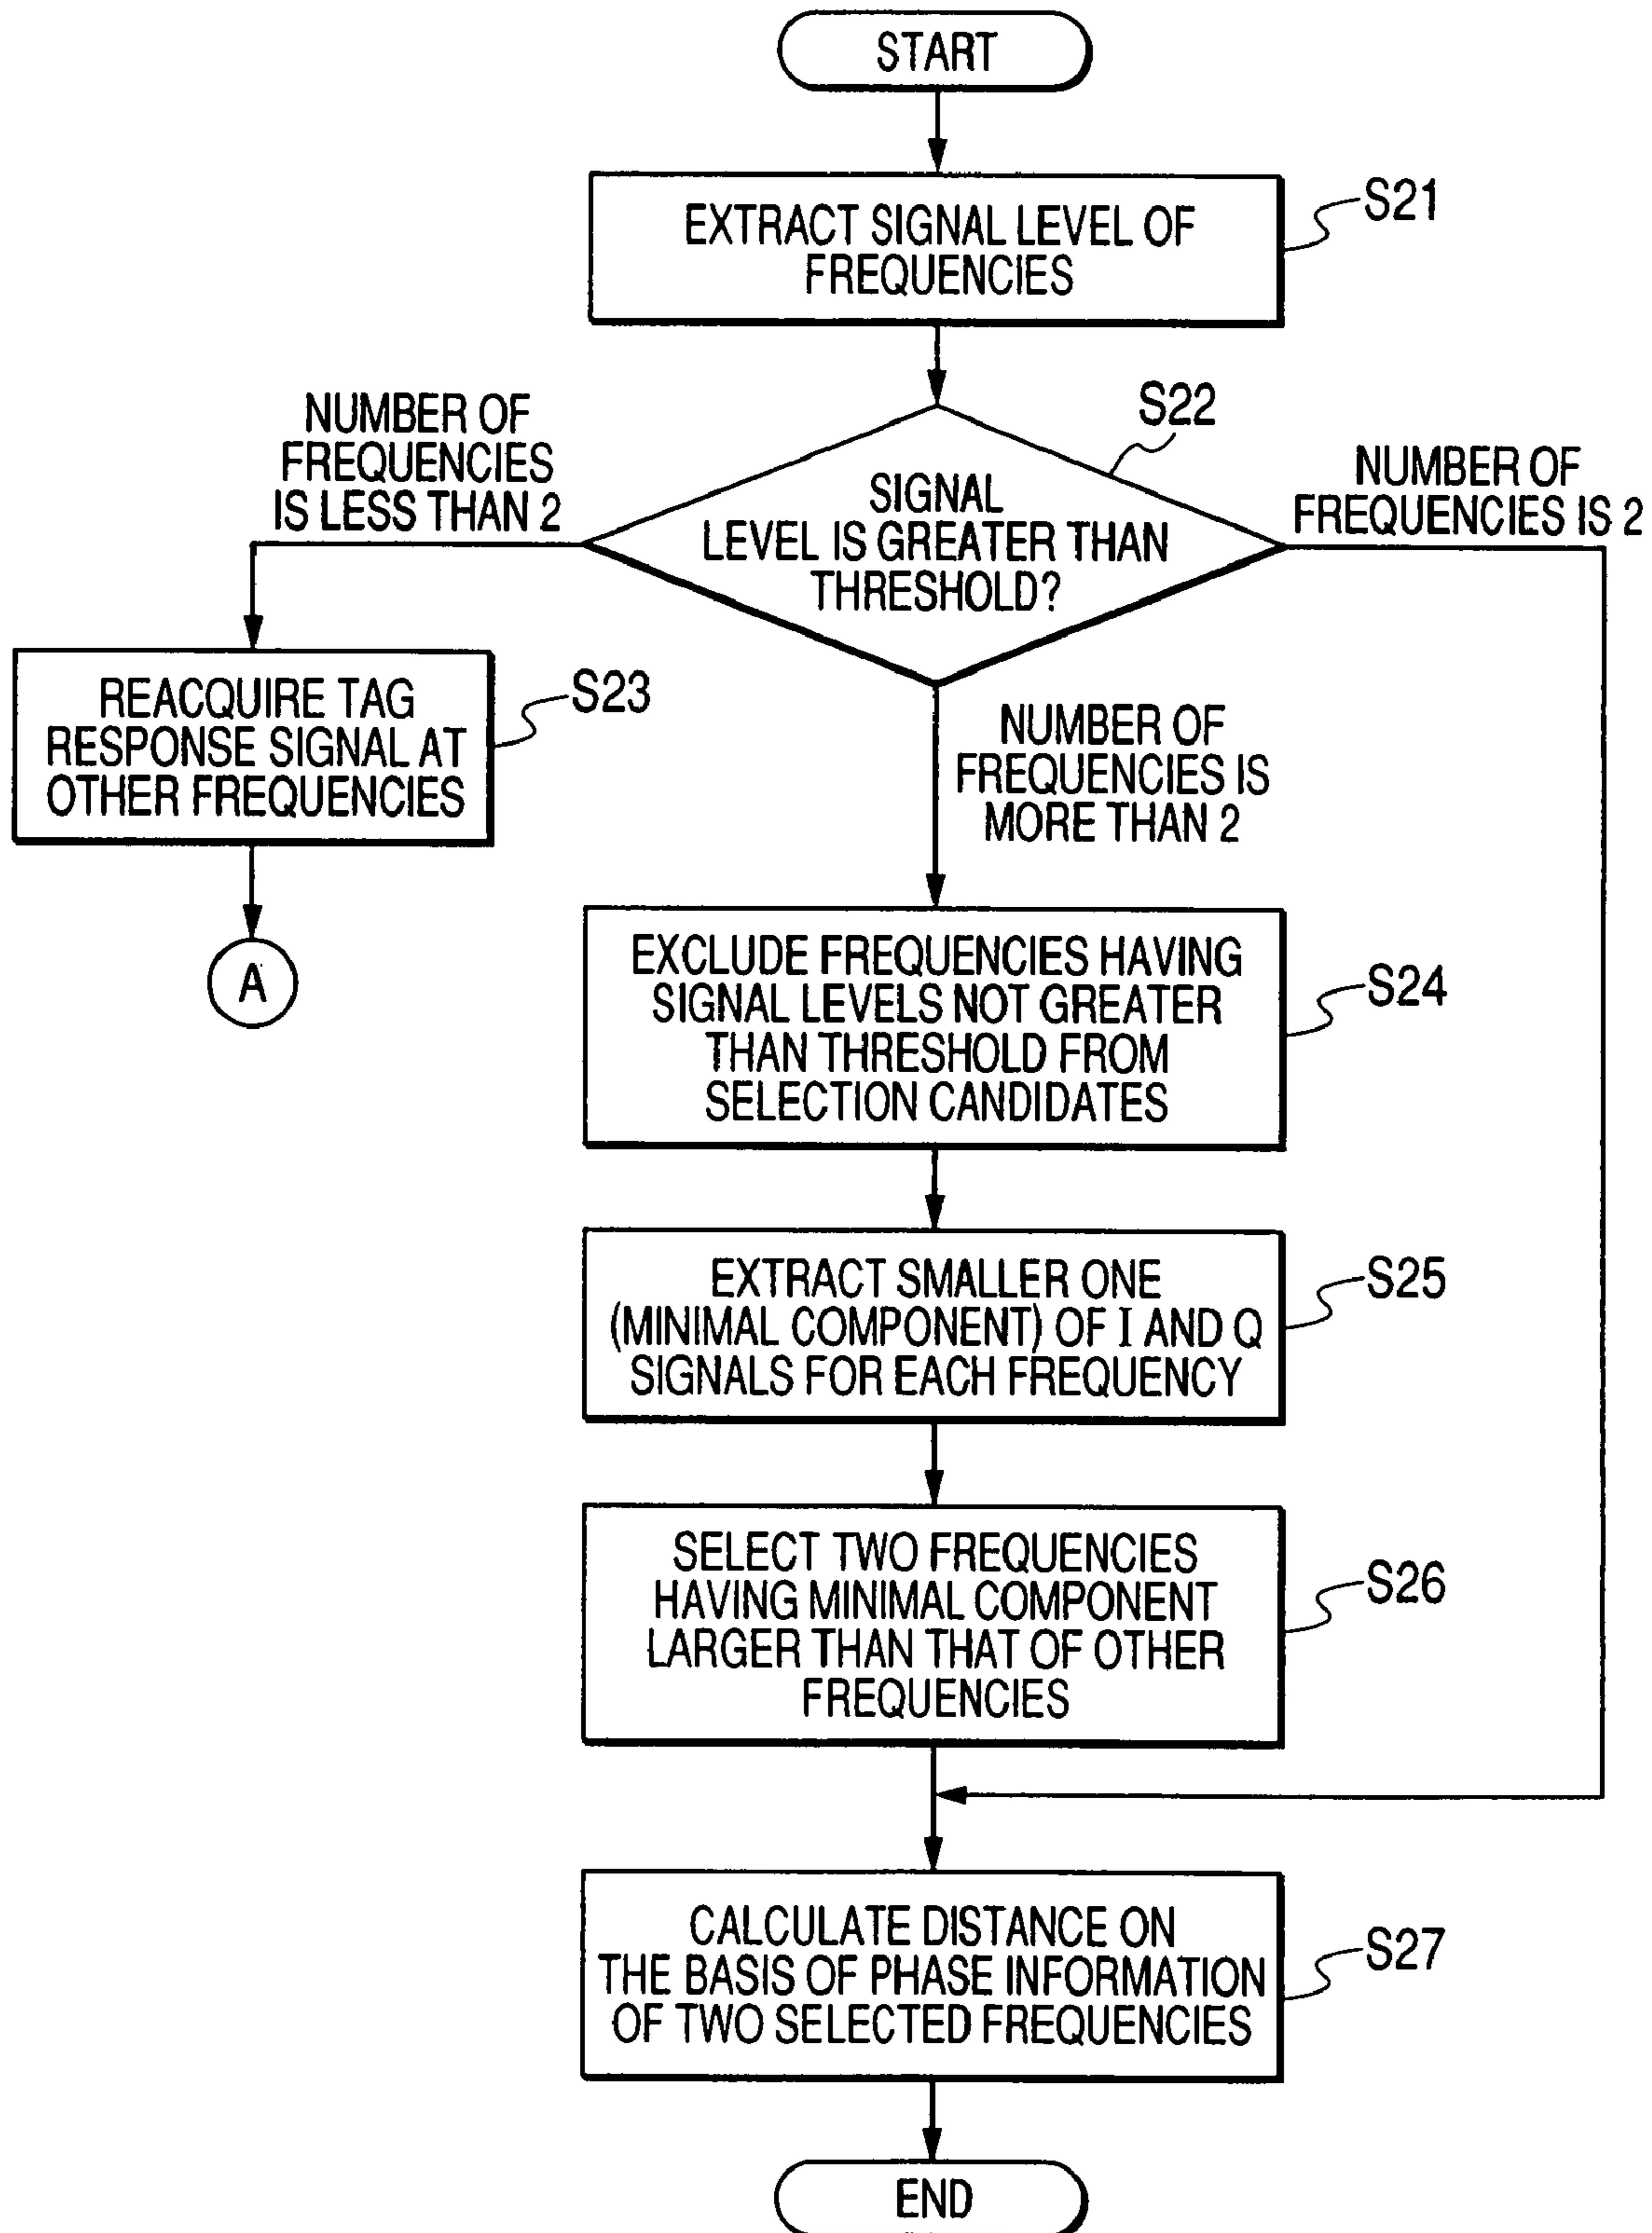 START
EXTRACT SIGNAL LEVEL OF
FREQUENCIES
S21
S22
SIGNAL
LEVEL IS GREATER THAN
THRESHOLD?
NUMBER OF
FREQUENCIES
IS LESS THAN 2
NUMBER OF
FREQUENCIES IS 2
REACQUIRE TAG
RESPONSE SIGNAL AT
OTHER FREQUENCIES
S23
A
NUMBER OF
FREQUENCIES IS
MORE THAN 2
EXCLUDE FREQUENCIES HAVING
SIGNAL LEVELS NOT GREATER
THAN THRESHOLD FROM
SELECTION CANDIDATES
S24
EXTRACT SMALLER ONE
(MINIMAL COMPONENT) OF I AND Q
SIGNALS FOR EACH FREQUENCY
S25
SELECT TWO FREQUENCIES
HAVING MINIMAL COMPONENT
LARGER THAN THAT OF OTHER
FREQUENCIES
S26
CALCULATE DISTANCE ON
THE BASIS OF PHASE INFORMATION
OF TWO SELECTED FREQUENCIES
S27
END